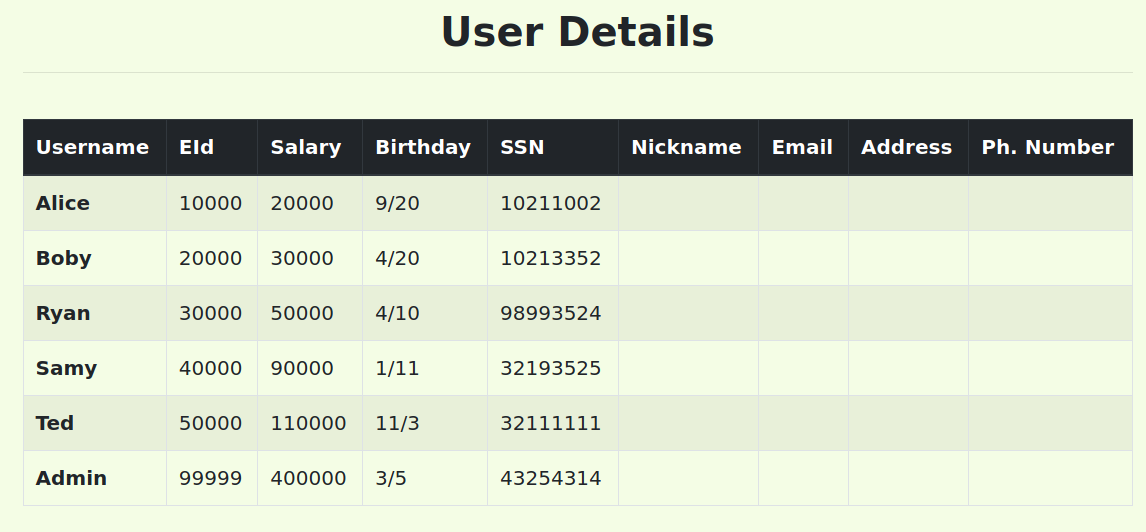 User Details
Username EId Salary Birthday SSN Nickname Email Address Ph. Number
Alice 10000 20000 9/20 10211002
Boby 20000 30000 4/20 10213352
Ryan 30000 50000 4/10 98993524
Samy 40000 90000 1/11 32193525
Ted 50000 110000 11/3 32111111
Admin 99999 400000 3/5 43254314